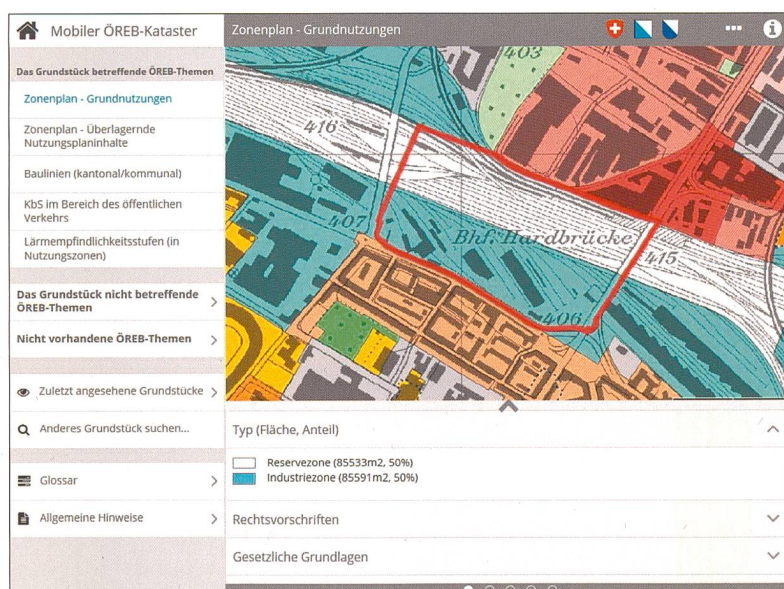 Mobiler ÖREB-Kataster
Zonenplan - Grundnutzungen
Das Grundstück betreffende ÖREB-Themen
Zonenplan - Grundnutzungen
Zonenplan - Überlagernde
Nutzungsplaninhalte
Baulinien (kantonal/kommunal)
KbS im Bereich des öffentlichen
Verkehrs
Lärmempfindlichkeitsstufen (in
Nutzungszonen)
Das Grundstück nicht betreffende
ÖREB-Themen
Nicht vorhandene ÖREB-Themen
Zuletzt angesehene Grundstücke
Anderes Grundstück suchen...
Glossar
Allgemeine Hinweise
403
416
407
Bhf. Hardbrücke
415
406
Typ (Fläche, Anteil)
Reservezone (85533m2, 50%)
Industriezone (85591m2, 50%)
Rechtsvorschriften
Gesetzliche Grundlagen